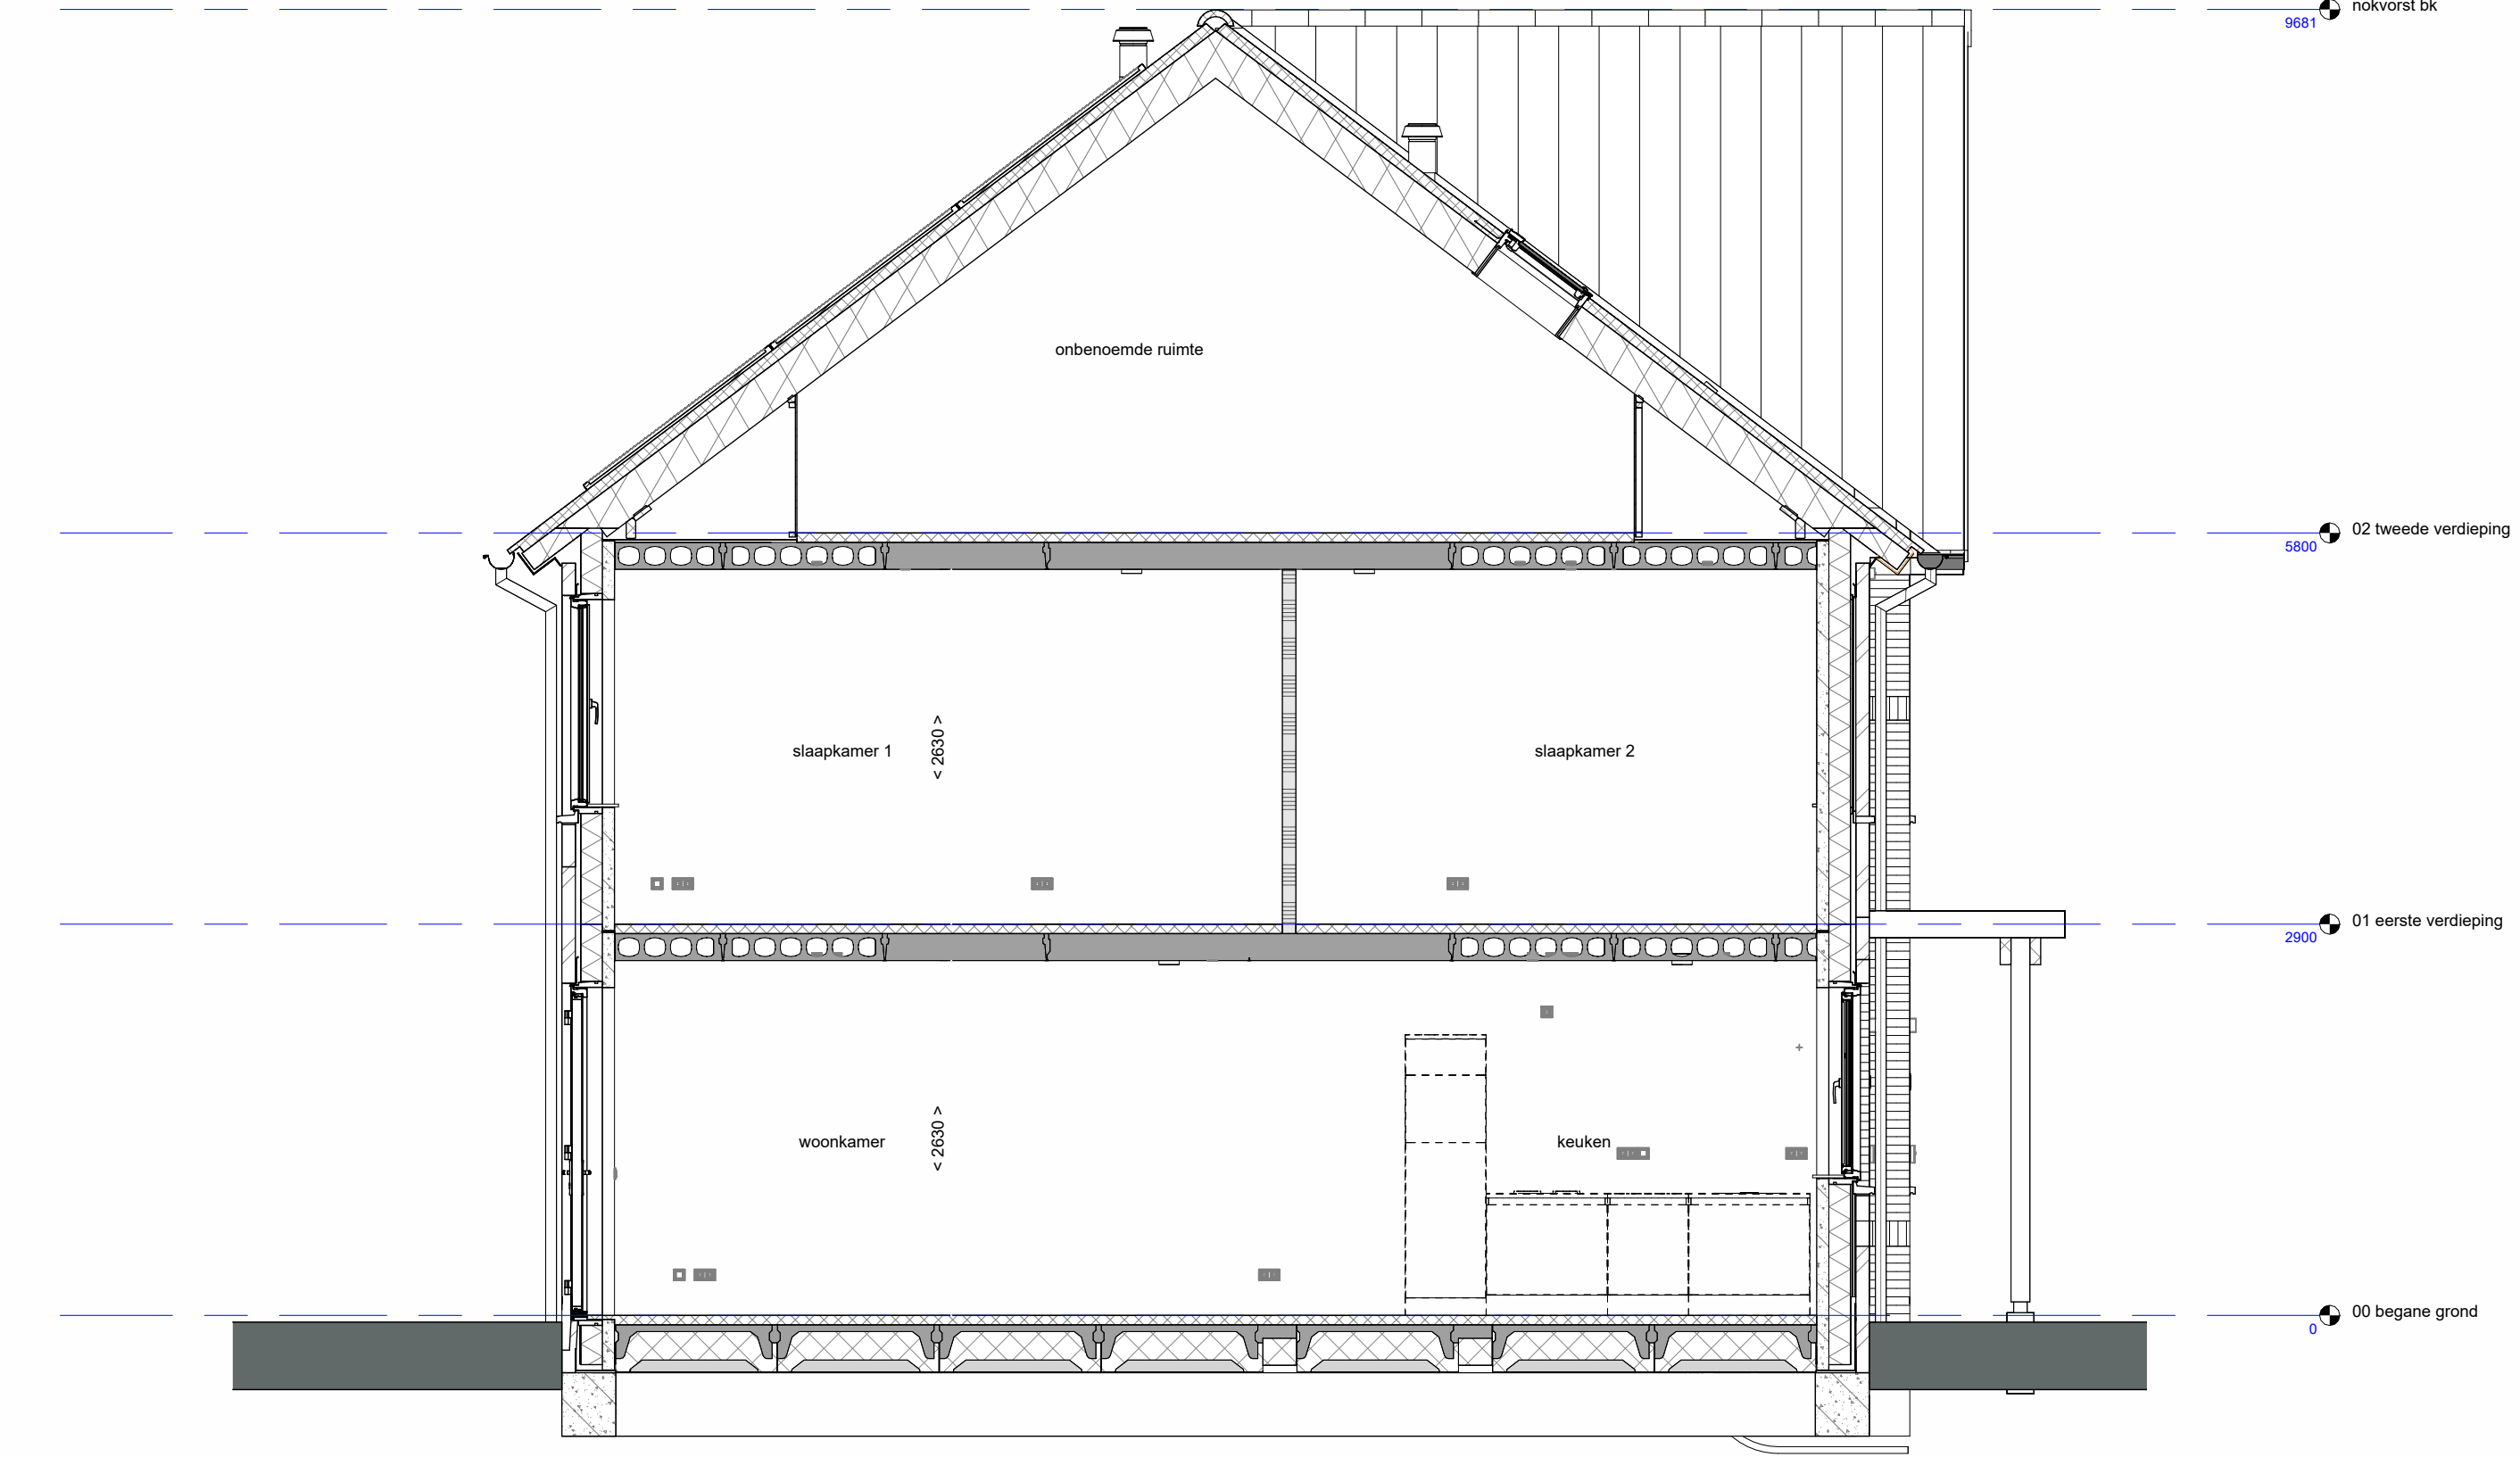 nokvorst bk
9681
onbenoemde ruimte
02 tweede verdieping
5800
slaapkamer 1
< 2630 >
slaapkamer 2
01 eerste verdieping
2900
woonkamer
< 2630 >
keuken
00 begane grond
0